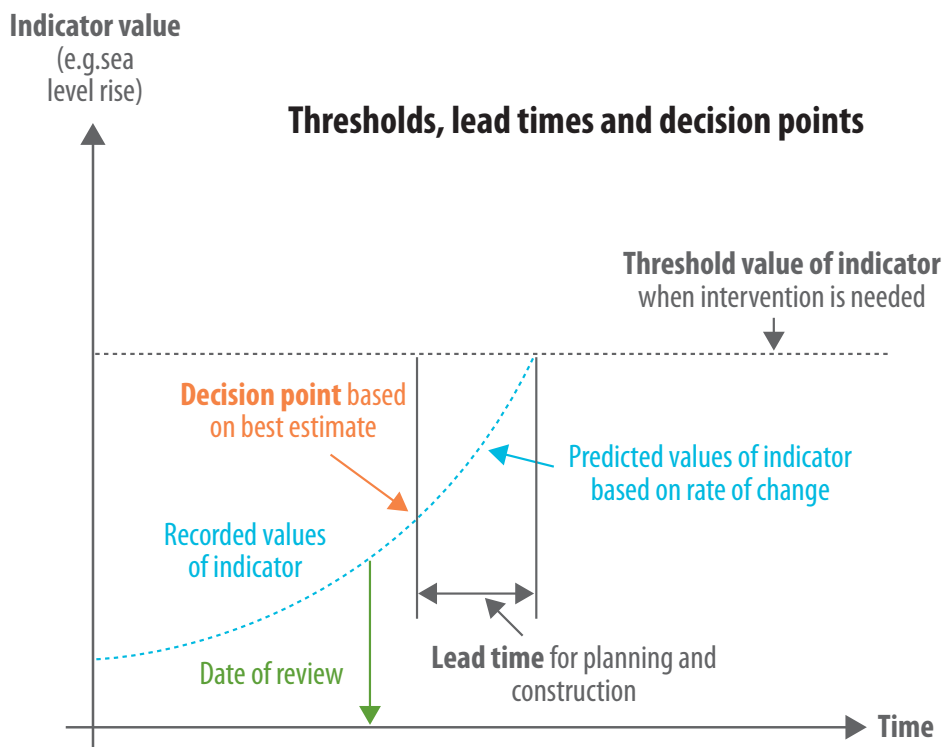 Indicator value
(e.g.sea
level rise)
Thresholds, lead times and decision points
Threshold value of indicator
when intervention is needed
Decision point based
on best estimate
Predicted values of indicator
based on rate of change
Recorded values
of indicator
Date of review
Lead time for planning and
construction
Time